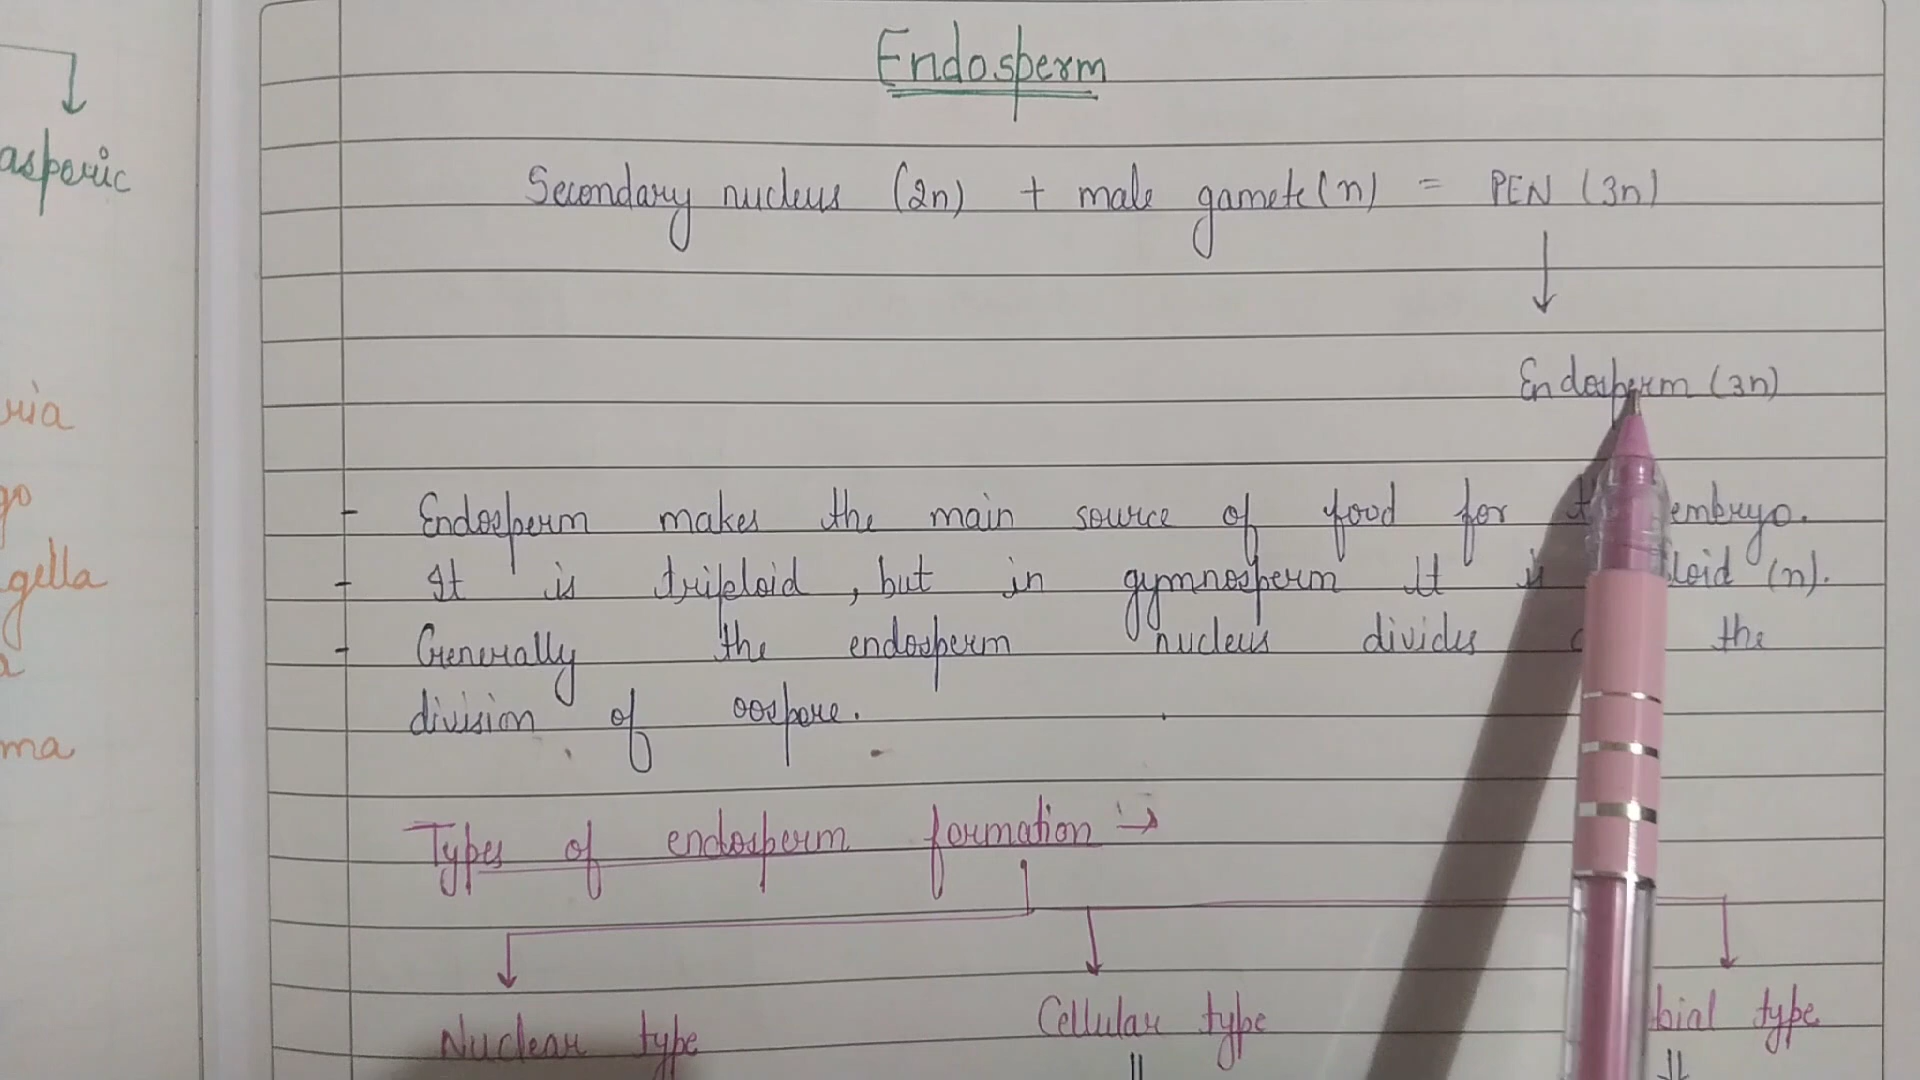 Endosperm
Secondary nucleus (2n) + male gamete (n) = PEN (3n)
Endosperm (3n)
- Endosperm makes the main source of food for embryo.
- It is triploid, but in gymnosperm it loid (n).
- Generally the endosperm nucleus divides the
division of oospore.
Types of endosperm formation :→
Nuclear type
Cellular type
bial type
asporic
ria
go
gella
a
ma